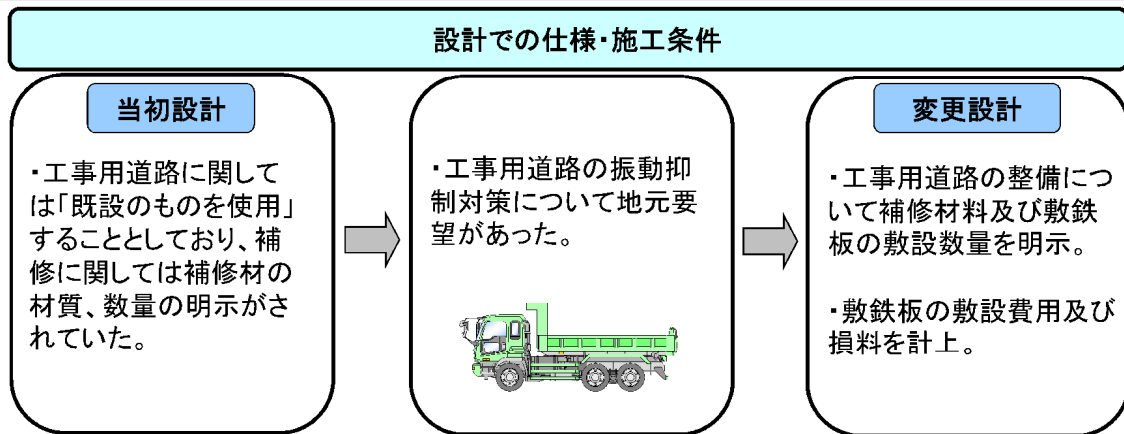 設計での仕様・施工条件
当初設計
・工事用道路に関して
は「既設のものを使用」
することとしており、補
修に関しては補修材の
材質、数量の明示がさ
れていた。
・工事用道路の振動抑
制対策について地元要
望があった。
変更設計
・工事用道路の整備につ
いて補修材料及び敷鉄
板の敷設数量を明示。
・敷鉄板の敷設費用及び
損料を計上。